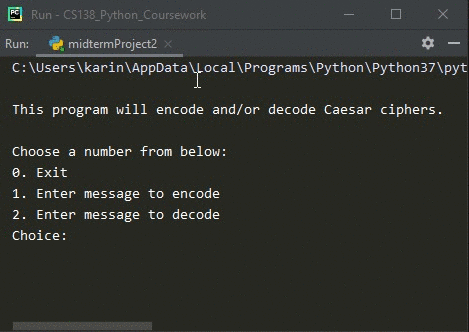 Run - CS138_Python_Coursework
Run: midtermProject2
C:\Users\karin\AppData\Local\Programs\Python\Python37\pyt
This program will encode and/or decode Caesar ciphers.
Choose a number from below:
0. Exit
1. Enter message to encode
2. Enter message to decode
Choice: